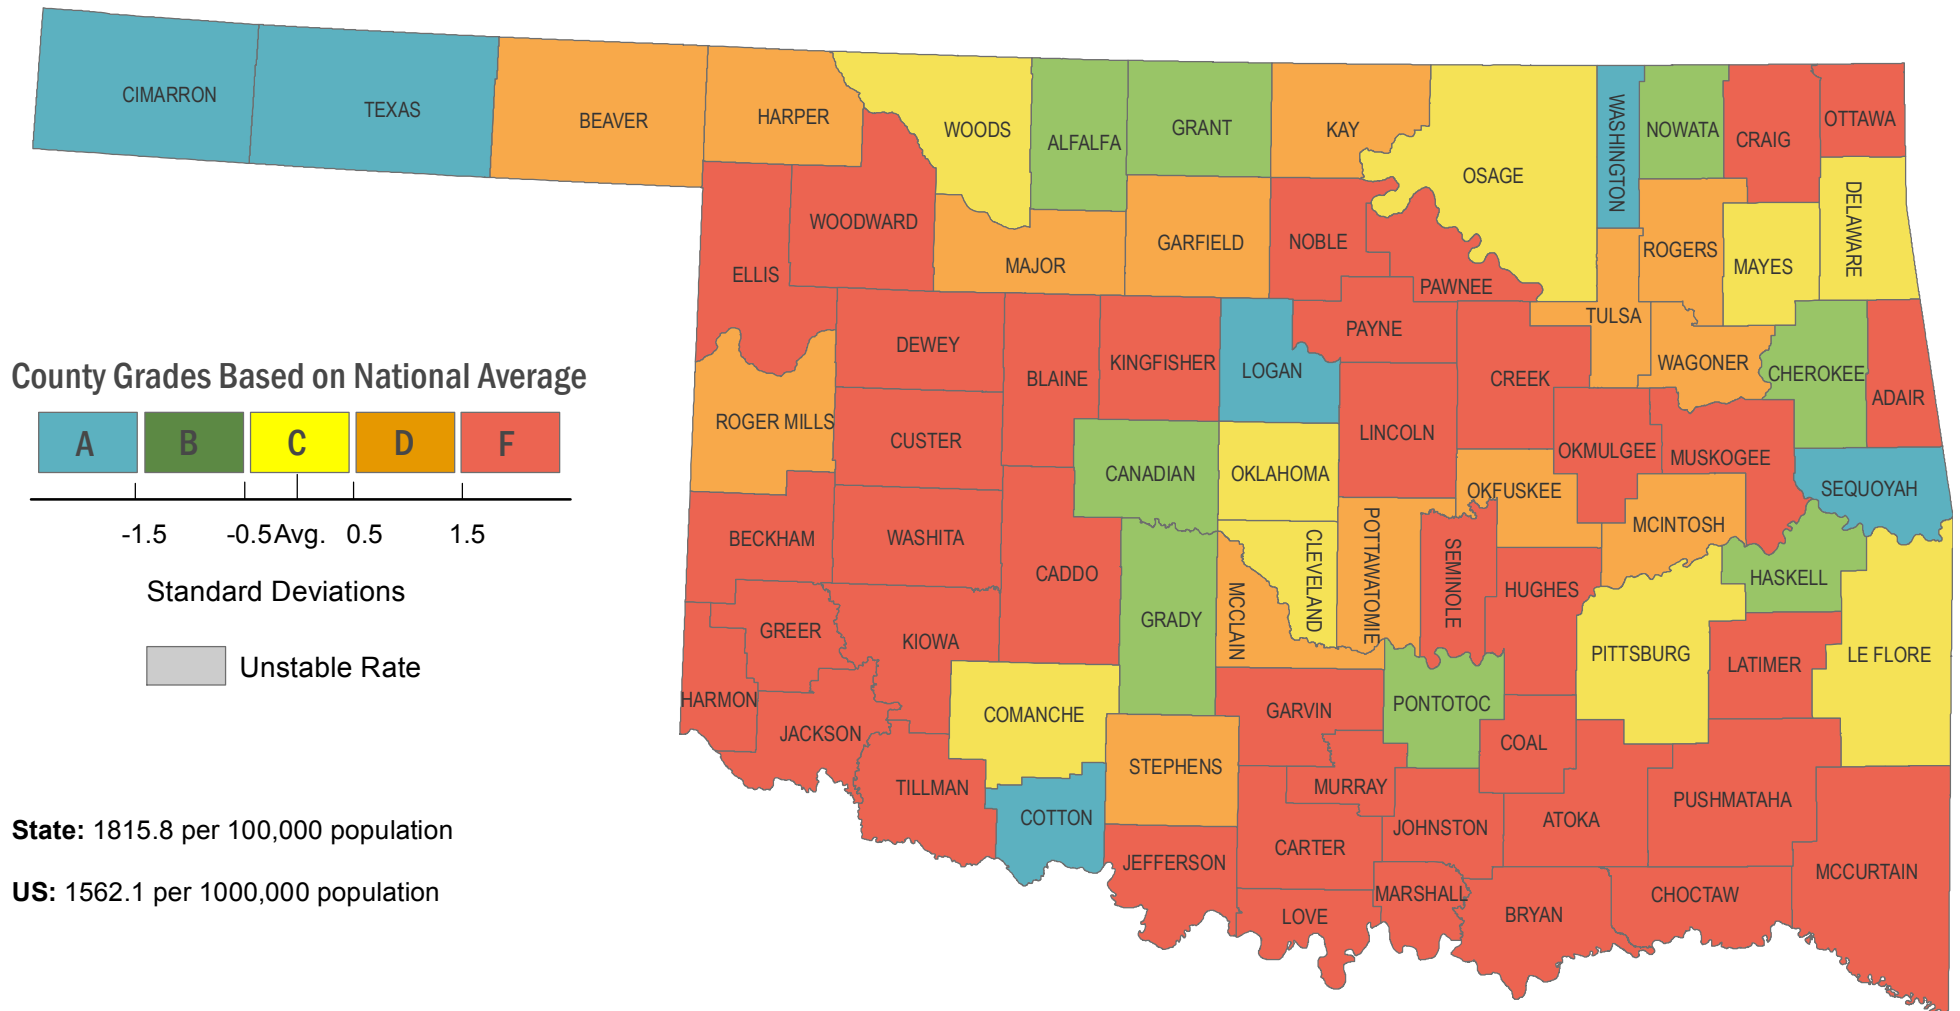 CIMARRON
TEXAS
BEAVER
HARPER
WOODS
ALFALFA
GRANT
KAY
OSAGE
WASHINGTON
NOWATA
CRAIG
OTTAWA
WOODWARD
ELLIS
MAJOR
GARFIELD
NOBLE
PAWNEE
ROGERS
MAYES
DELAWARE
DEWEY
BLAINE
KINGFISHER
LOGAN
PAYNE
CREEK
TULSA
WAGONER
CHEROKEE
ADAIR
County Grades Based on National Average
A B C D F
-1.5 -0.5 Avg. 0.5 1.5
Standard Deviations
Unstable Rate
ROGER MILLS
CUSTER
CANADIAN
OKLAHOMA
LINCOLN
OKMULGEE
MUSKOGEE
SEQUOYAH
BECKHAM
WASHITA
CADDO
GRADY
MCCLAIN
CLEVELAND
POTTAWATOMIE
SEMINOLE
OKFUSKEE
MCINTOSH
HASKELL
HUGHES
PITTSBURG
LATIMER
LE FLORE
GREER
KIOWA
HARMON
JACKSON
COMANCHE
TILLMAN
COTTON
STEPHENS
GARVIN
PONTOTOC
COAL
MURRAY
JOHNSTON
ATOKA
PUSHMATAHA
MCCURTAIN
JEFFERSON
CARTER
LOVE
MARSHALL
BRYAN
CHOCTAW
State: 1815.8 per 100,000 population
US: 1562.1 per 1000,000 population